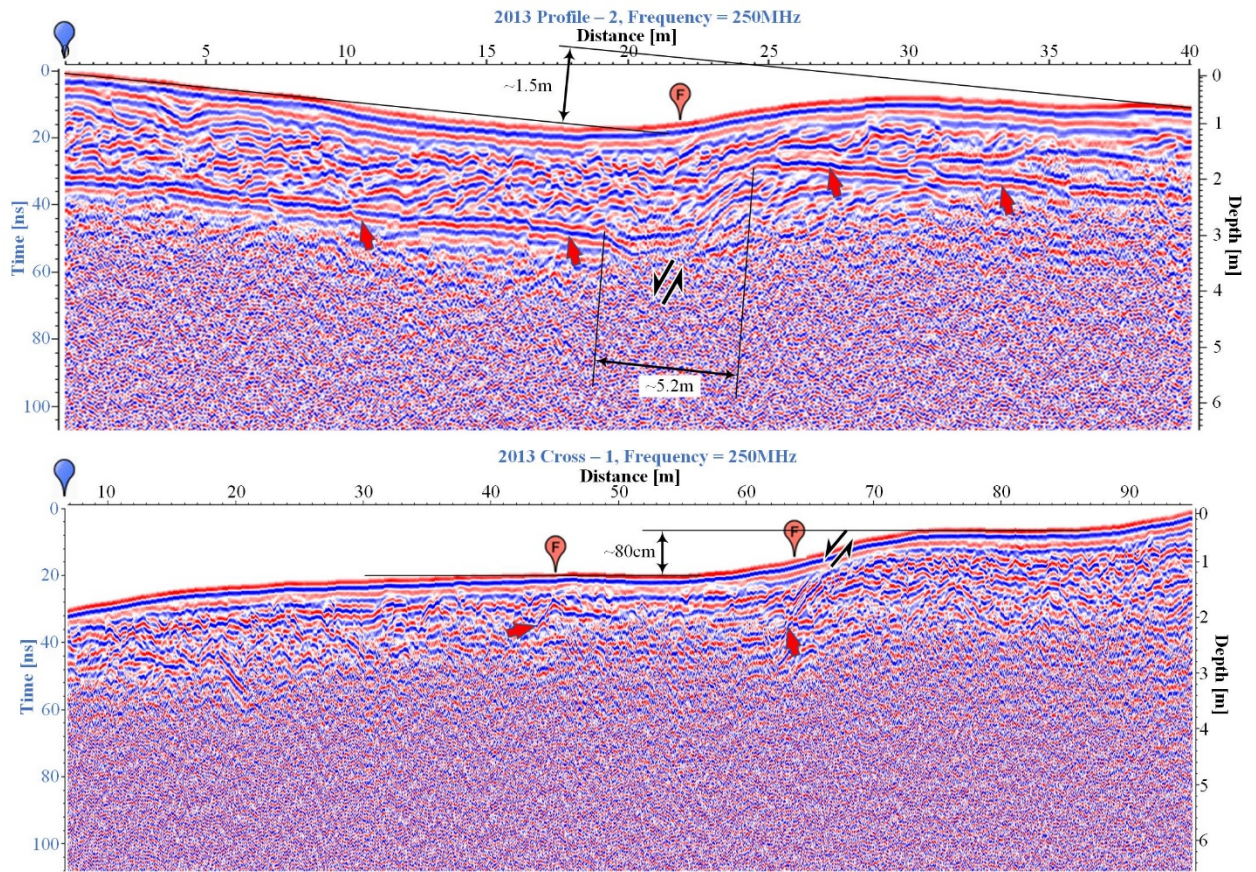 2013 Profile – 2, Frequency = 250MHz
Distance [m]
0 5 10 15 20 25 30 35 40
~1.5m
F
Time [ns]
0
20
40
60
80
100
Depth [m]
0
1
2
3
4
5
6
~5.2m
2013 Cross – 1, Frequency = 250MHz
Distance [m]
10 20 30 40 50 60 70 80 90
F
F
~80cm
Time [ns]
0
20
40
60
80
100
Depth [m]
0
1
2
3
4
5
6